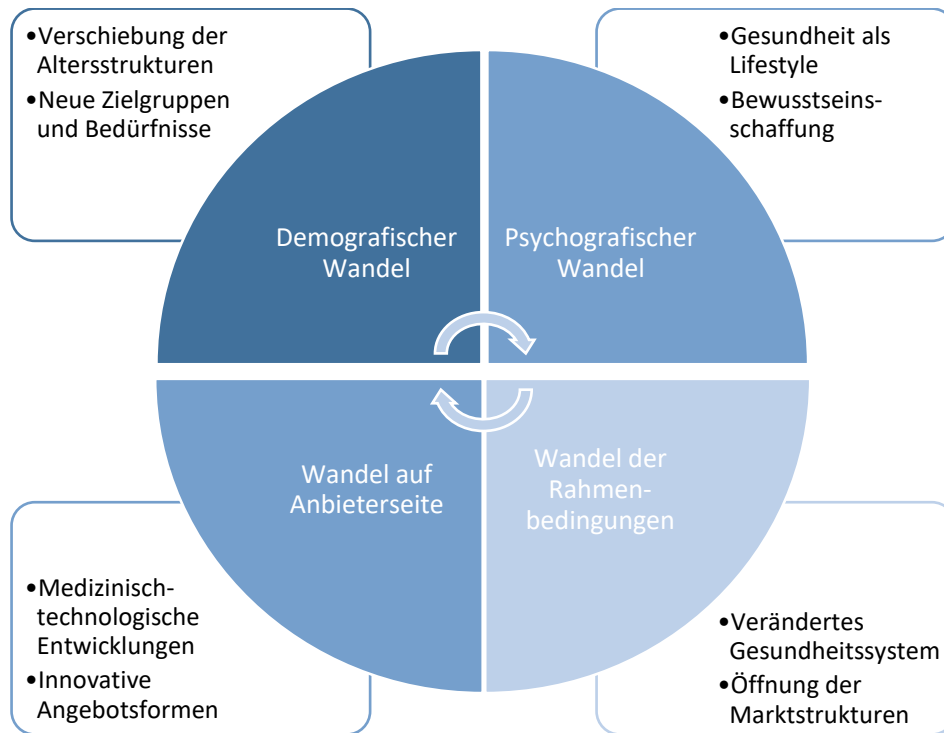 •Verschiebung der
Altersstrukturen
•Neue Zielgruppen
und Bedürfnisse
•Gesundheit als
Lifestyle
•Bewusstseins-
schaffung
Demografischer
Wandel
Psychografischer
Wandel
Wandel auf
Anbieterseite
Wandel der
Rahmen-
bedingungen
•Medizinisch-
technologische
Entwicklungen
•Innovative
Angebotsformen
•Verändertes
Gesundheitssystem
•Öffnung der
Marktstrukturen